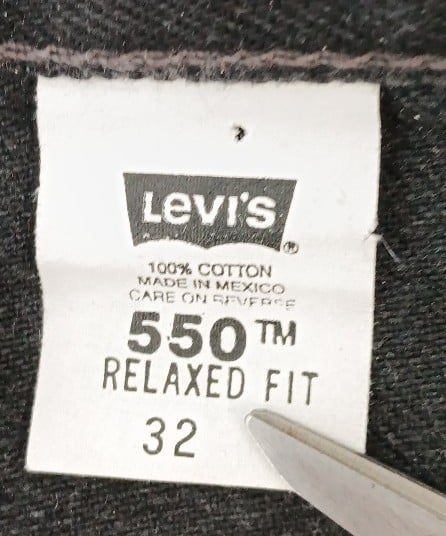 LEVI'S ®
100% COTTON
MADE IN MEXICO
CARE ON REVERSE
550™
RELAXED FIT
32